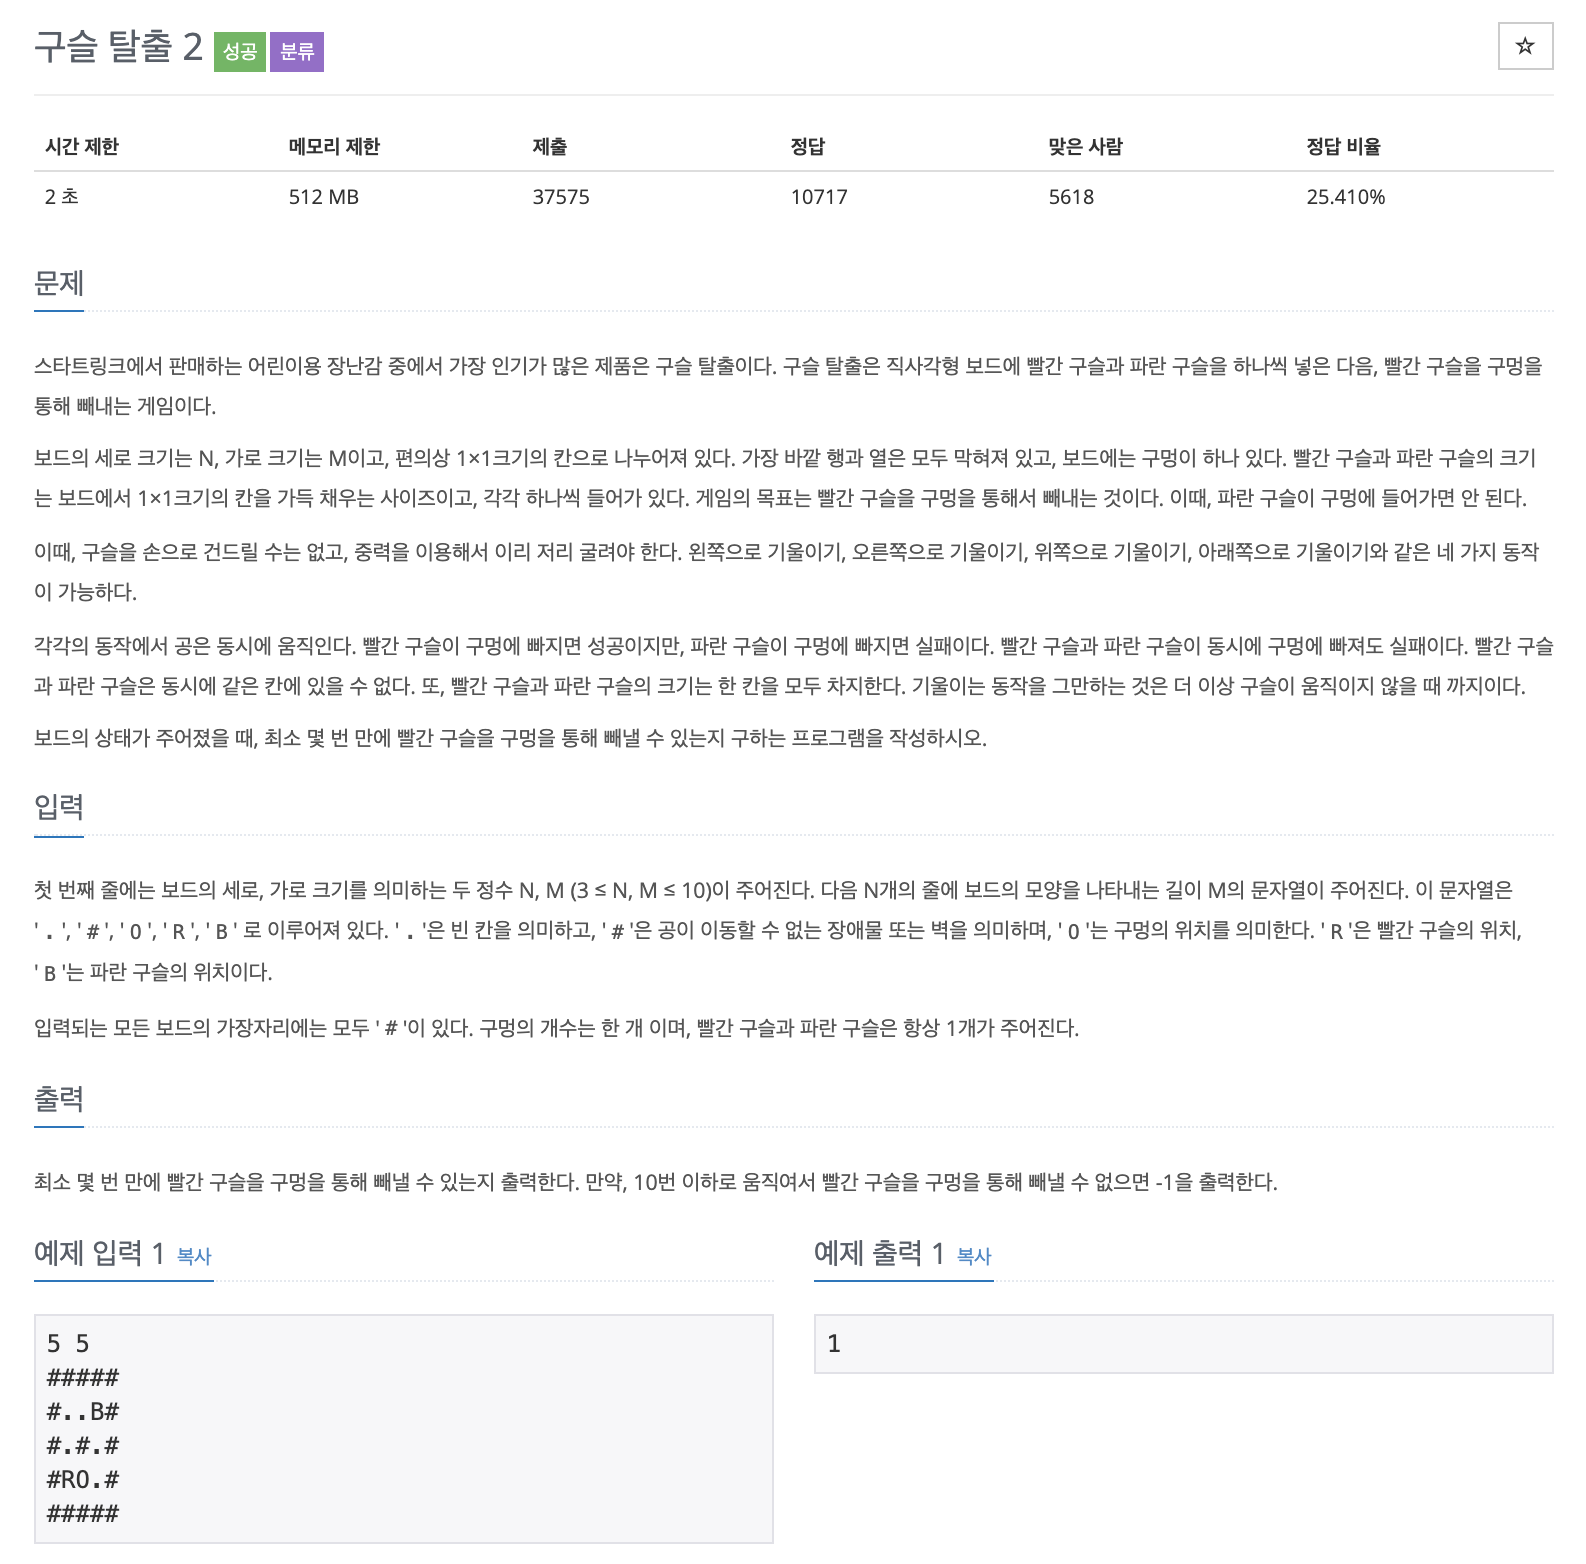 구슬 탈출 2 성공 분류 ☆
시간 제한 메모리 제한 제출 정답 맞은 사람 정답 비율
2 초 512 MB 37575 10717 5618 25.410%
문제
스타트링크에서 판매하는 어린이용 장난감 중에서 가장 인기가 많은 제품은 구슬 탈출이다. 구슬 탈출은 직사각형 보드에 빨간 구슬과 파란 구슬을 하나씩 넣은 다음, 빨간 구슬을 구멍을
통해 빼내는 게임이다.
보드의 세로 크기는 N, 가로 크기는 M이고, 편의상 1×1크기의 칸으로 나누어져 있다. 가장 바깥 행과 열은 모두 막혀져 있고, 보드에는 구멍이 하나 있다. 빨간 구슬과 파란 구슬의 크기
는 보드에서 1×1크기의 칸을 가득 채우는 사이즈이고, 각각 하나씩 들어가 있다. 게임의 목표는 빨간 구슬을 구멍을 통해서 빼내는 것이다. 이때, 파란 구슬이 구멍에 들어가면 안 된다.
이때, 구슬을 손으로 건드릴 수는 없고, 중력을 이용해서 이리 저리 굴려야 한다. 왼쪽으로 기울이기, 오른쪽으로 기울이기, 위쪽으로 기울이기, 아래쪽으로 기울이기와 같은 네 가지 동작
이 가능하다.
각각의 동작에서 공은 동시에 움직인다. 빨간 구슬이 구멍에 빠지면 성공이지만, 파란 구슬이 구멍에 빠지면 실패이다. 빨간 구슬과 파란 구슬이 동시에 구멍에 빠져도 실패이다. 빨간 구슬
과 파란 구슬은 동시에 같은 칸에 있을 수 없다. 또, 빨간 구슬과 파란 구슬의 크기는 한 칸을 모두 차지한다. 기울이는 동작을 그만하는 것은 더 이상 구슬이 움직이지 않을 때 까지이다.
보드의 상태가 주어졌을 때, 최소 몇 번 만에 빨간 구슬을 구멍을 통해 빼낼 수 있는지 구하는 프로그램을 작성하시오.
입력
첫 번째 줄에는 보드의 세로, 가로 크기를 의미하는 두 정수 N, M (3 ≤ N, M ≤ 10)이 주어진다. 다음 N개의 줄에 보드의 모양을 나타내는 길이 M의 문자열이 주어진다. 이 문자열은
'.', '#', 'O', 'R', 'B' 로 이루어져 있다. '.'은 빈 칸을 의미하고, '#'은 공이 이동할 수 없는 장애물 또는 벽을 의미하며, 'O'는 구멍의 위치를 의미한다. 'R'은 빨간 구슬의 위치,
'B'는 파란 구슬의 위치이다.
입력되는 모든 보드의 가장자리에는 모두 '#'이 있다. 구멍의 개수는 한 개 이며, 빨간 구슬과 파란 구슬은 항상 1개가 주어진다.
출력
최소 몇 번 만에 빨간 구슬을 구멍을 통해 빼낼 수 있는지 출력한다. 만약, 10번 이하로 움직여서 빨간 구슬을 구멍을 통해 빼낼 수 없으면 -1을 출력한다.
예제 입력 1 복사
5 5
#####
#..B#
#.#.#
#RO.#
#####
예제 출력 1 복사
1